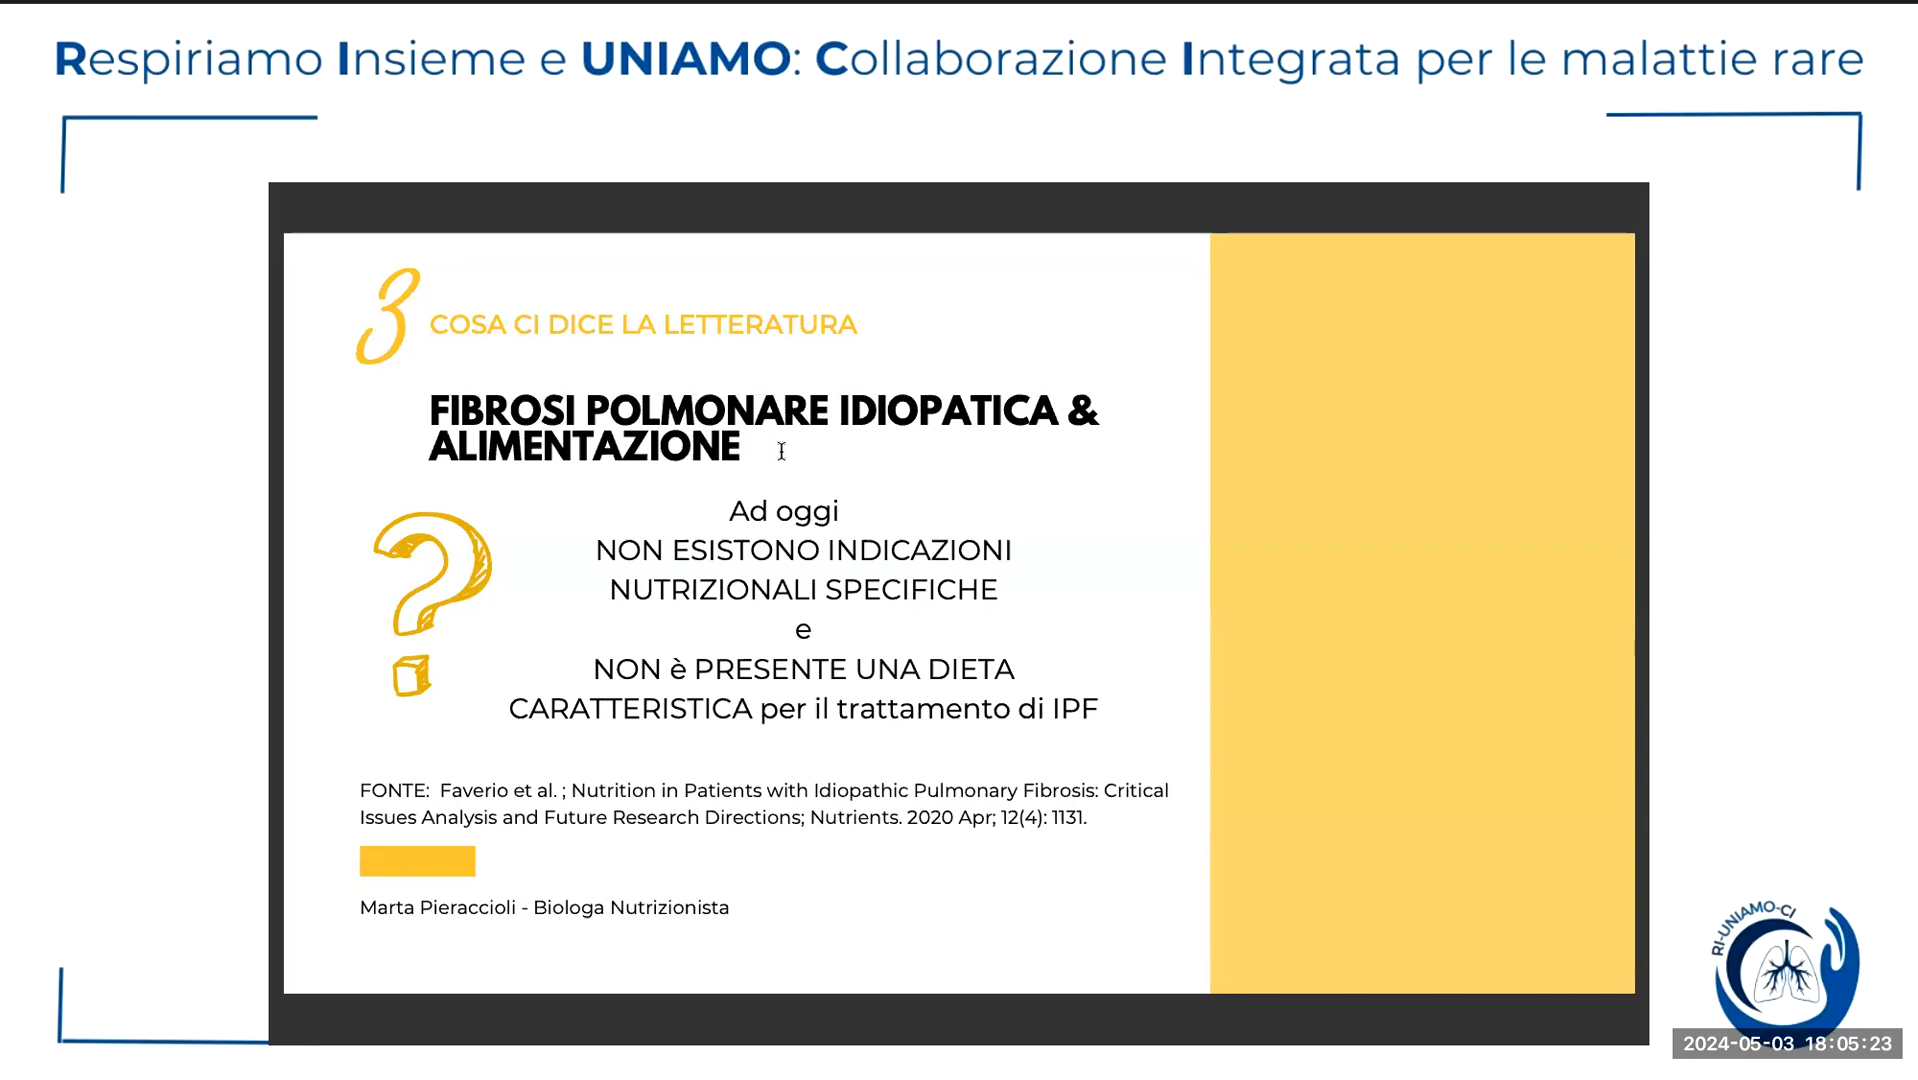 Respiriamo Insieme e UNIAMO: Collaborazione Integrata per le malattie rare
3 COSA CI DICE LA LETTERATURA
FIBROSI POLMONARE IDIOPATICA &
ALIMENTAZIONE
?
Ad oggi
NON ESISTONO INDICAZIONI
NUTRIZIONALI SPECIFICHE
e
NON è PRESENTE UNA DIETA
CARATTERISTICA per il trattamento di IPF
FONTE: Faverio et al. ; Nutrition in Patients with Idiopathic Pulmonary Fibrosis: Critical
Issues Analysis and Future Research Directions; Nutrients. 2020 Apr; 12(4): 1131.
Marta Pieraccioli - Biologa Nutrizionista
RI-UNIAMO-CI
2024-05-03 18:05:23